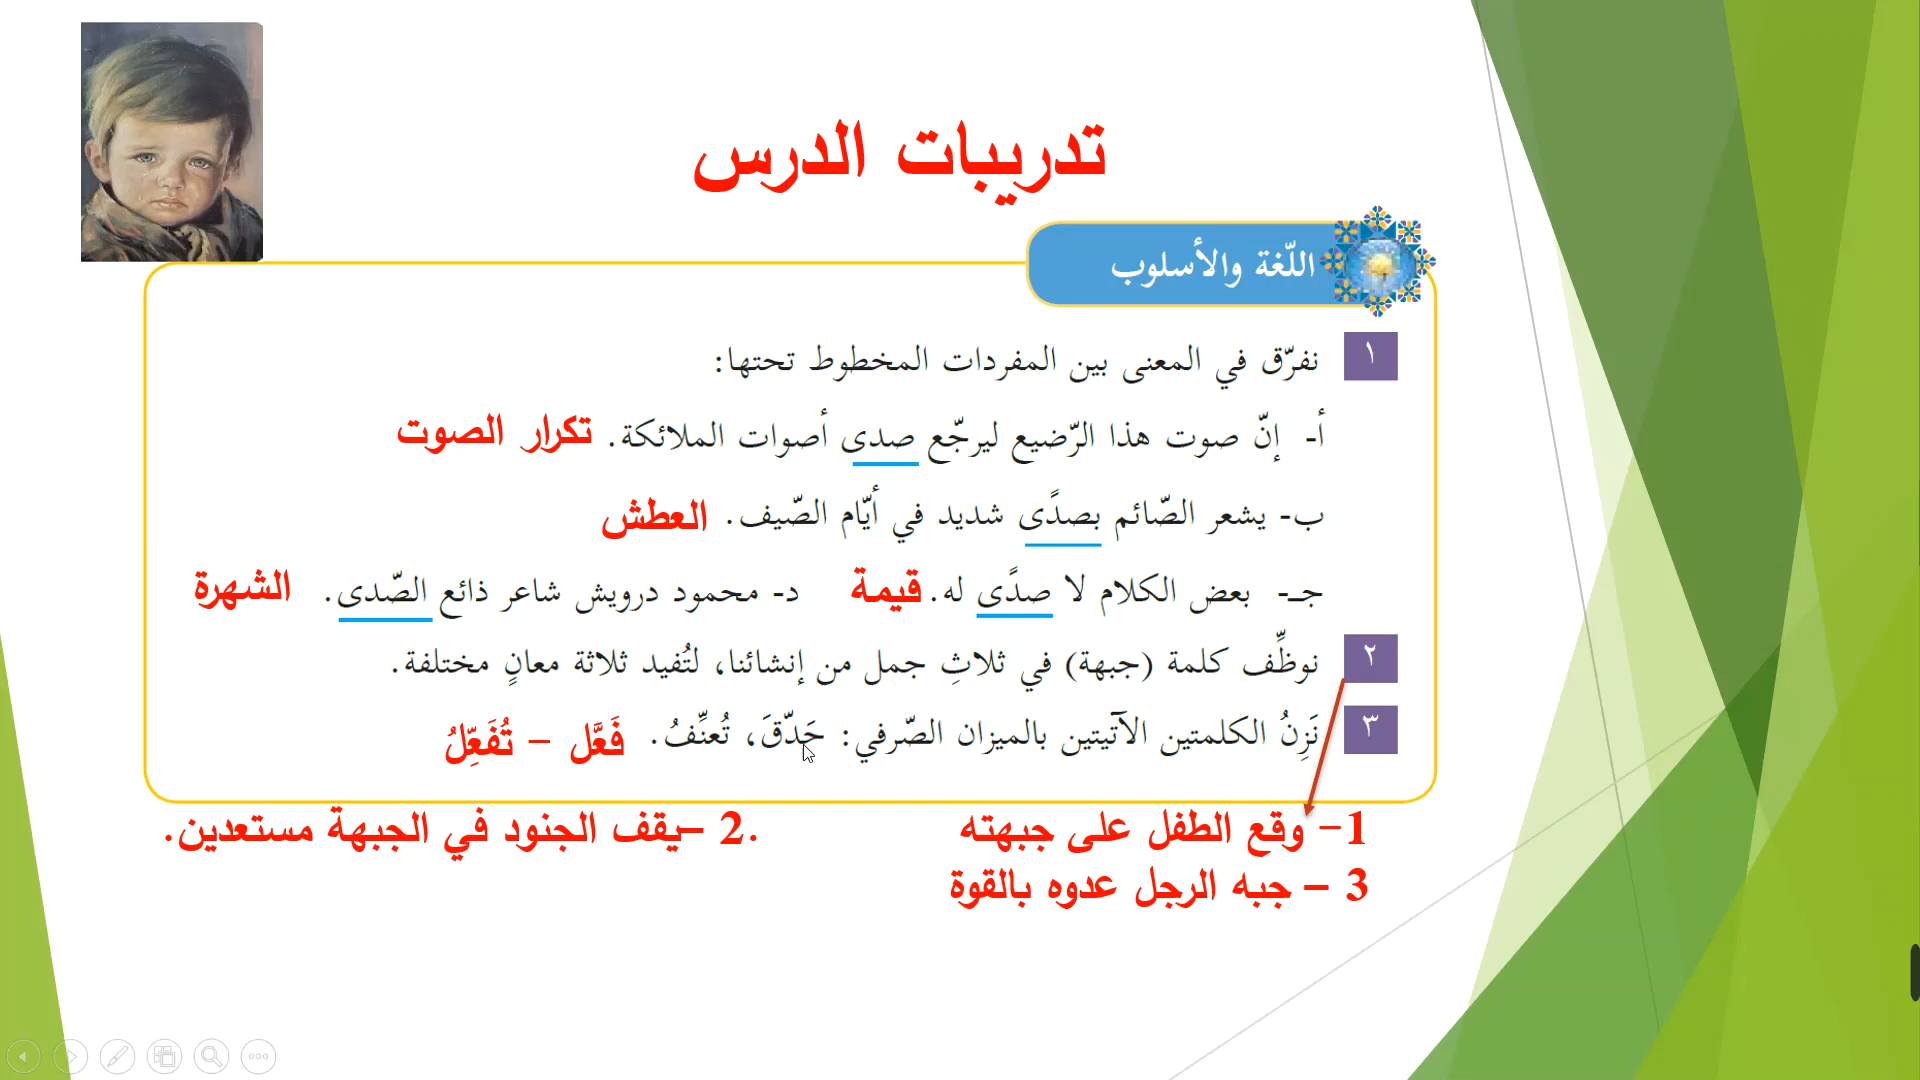 تدريبات الدرس
اللّغة والأسلوب
١ نفرّق في المعنى بين المفردات المخطوط تحتها:
أ- إنّ صوت هذا الرّضيع ليرجّع صدى أصوات الملائكة. تكرار الصوت
ب- يشعر الصّائم بصدًى شديد في أيّام الصّيف. العطش
جـ- بعض الكلام لا صدًى له. قيمة د- محمود درويش شاعر ذائع الصّدى. الشهرة
٢ نوظِّف كلمة (جبهة) في ثلاثِ جمل من إنشائنا، لتُفيد ثلاثة معانٍ مختلفة.
٣ نَزِنُ الكلمتين الآتيتين بالميزان الصّرفي: حَدّقَ، تُعنِّفُ. فَعَّل – تُفَعِّلُ
1- وقع الطفل على جبهته .2 –يقف الجنود في الجبهة مستعدين.
3 – جبه الرجل عدوه بالقوة